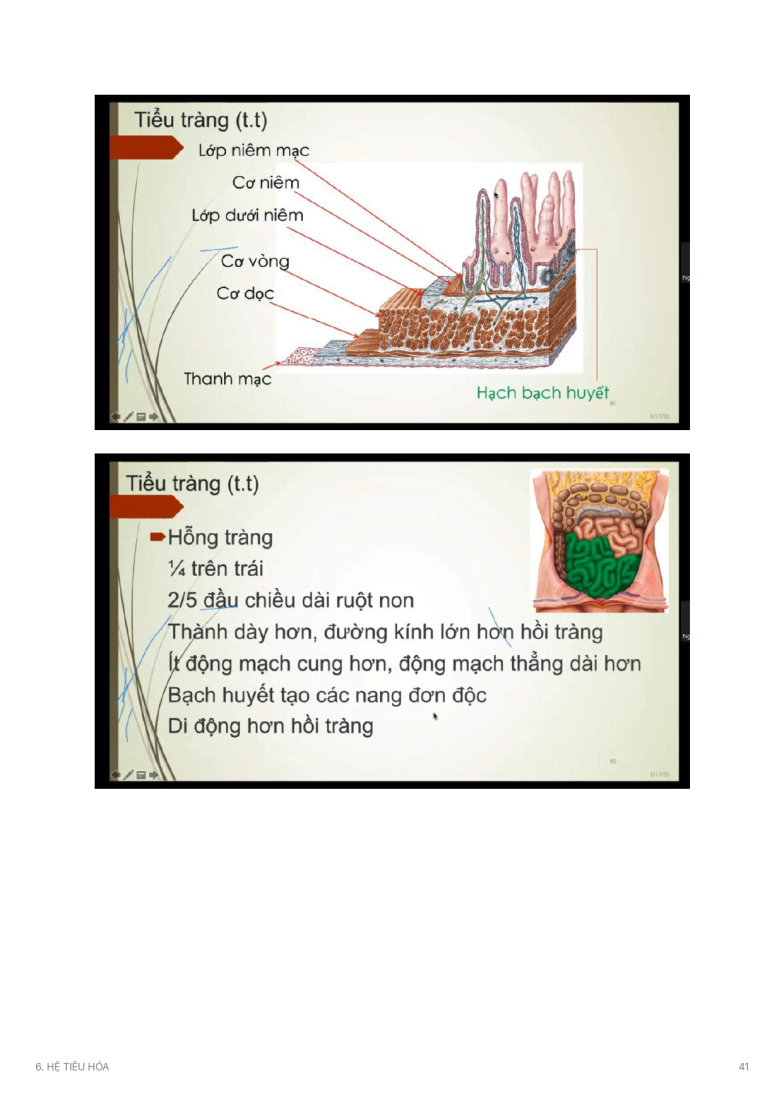 Tiểu tràng (t.t)
Lớp niêm mạc
Cơ niêm
Lớp dưới niêm
Cơ vòng
Cơ dọc
Thanh mạc
Hạch bạch huyết
Tiểu tràng (t.t)
Hỗng tràng
¼ trên trái
2/5 đầu chiều dài ruột non
Thành dày hơn, đường kính lớn hơn hồi tràng
Ít động mạch cung hơn, động mạch thẳng dài hơn
Bạch huyết tạo các nang đơn độc
Di động hơn hồi tràng
6. HỆ TIÊU HÓA
41